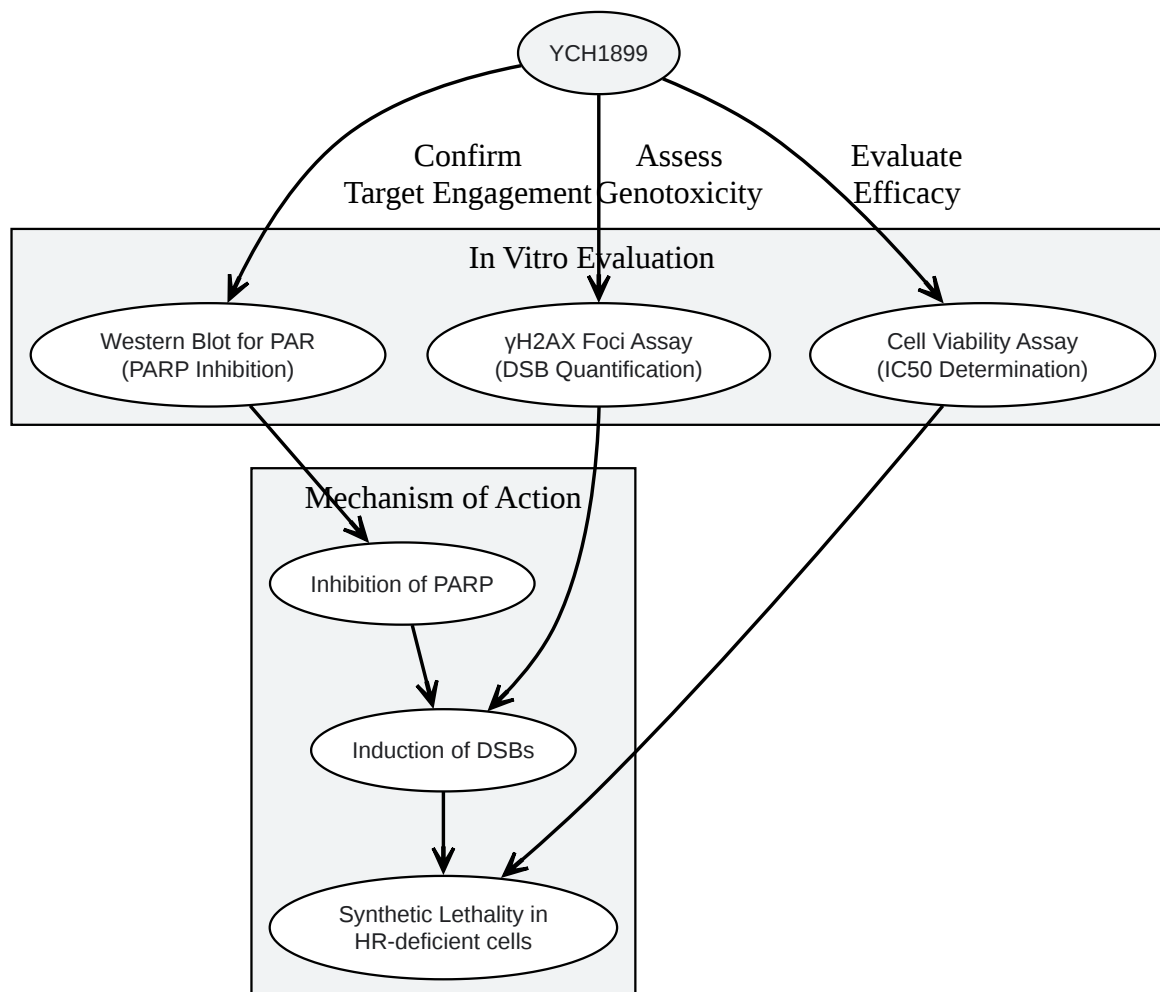 YCH1899
Confirm
Target Engagement
Assess
Genotoxicity
Evaluate
Efficacy
In Vitro Evaluation
Western Blot for PAR
(PARP Inhibition)
γH2AX Foci Assay
(DSB Quantification)
Cell Viability Assay
(IC50 Determination)
Mechanism of Action
Inhibition of PARP
Induction of DSBs
Synthetic Lethality in
HR-deficient cells